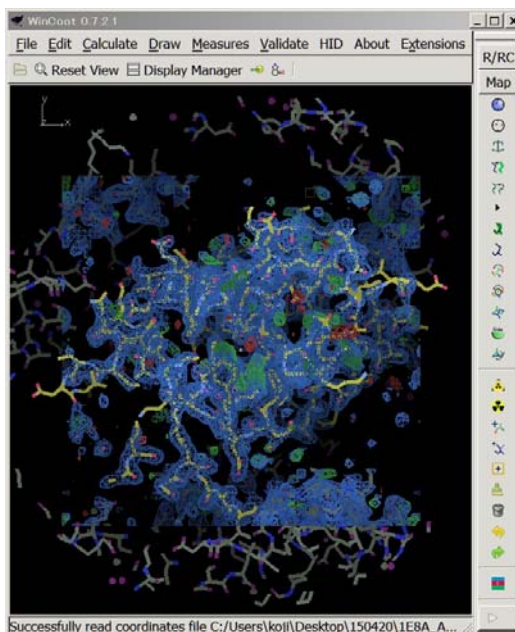 WinCoot 0.7.2.1
File Edit Calculate Draw Measures Validate HID About Extensions
Reset View Display Manager
R/RC
Map
Successfully read coordinates file C:/Users\koji\Desktop\150420\1E8A_A...